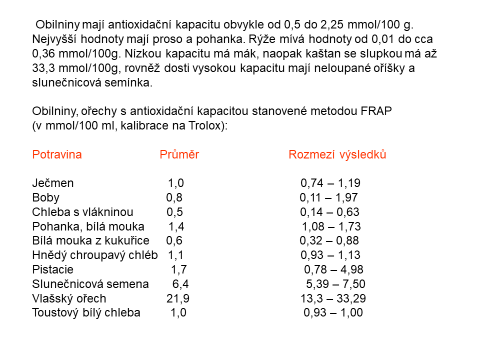 Obilniny mají antioxidační kapacitu obvykle od 0,5 do 2,25 mmol/100 g.
Nejvyšší hodnoty mají proso a pohanka. Rýže mívá hodnoty od 0,01 do cca
0,36 mmol/100g. Nízkou kapacitu má mák, naopak kaštan se slupkou má až
33,3 mmol/100g, rovněž dosti vysokou kapacitu mají neloupané oříšky a
slunečnicová semínka.
Obilniny, ořechy s antioxidační kapacitou stanovené metodou FRAP
(v mmol/100 ml, kalibrace na Trolox):
Potravina Průměr Rozmezí výsledků
Ječmen 1,0 0,74 – 1,19
Boby 0,8 0,11 – 1,97
Chleba s vlákninou 0,5 0,14 – 0,63
Pohanka, bílá mouka 1,4 1,08 – 1,73
Bílá mouka z kukuřice 0,6 0,32 – 0,88
Hnědý chroupavý chléb 1,1 0,93 – 1,13
Pistacie 1,7 0,78 – 4,98
Slunečnicová semena 6,4 5,39 – 7,50
Vlašský ořech 21,9 13,3 – 33,29
Toustový bílý chleba 1,0 0,93 – 1,00